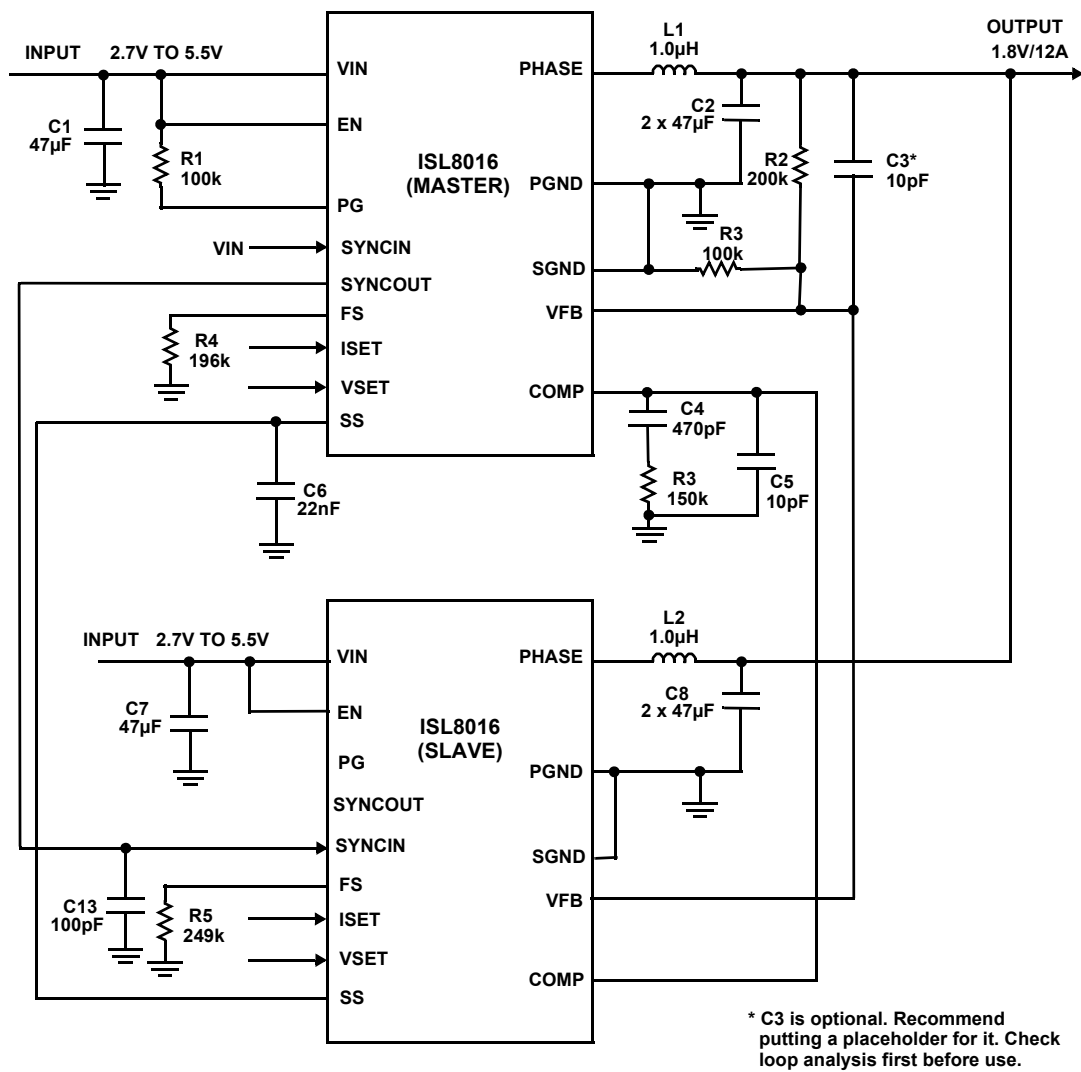 OUTPUT
1.8V/12A
INPUT 2.7V TO 5.5V
L1
1.0µH
VIN
PHASE
C1
47µF
EN
R1
100k
C2
2 x 47µF
R2
200k
C3*
10pF
ISL8016
(MASTER)
PG
PGND
VIN
SYNCIN
R3
100k
SGND
SYNCOUT
FS
VFB
R4
196k
ISET
VSET
COMP
SS
C4
470pF
R3
150k
C5
10pF
C6
22nF
INPUT 2.7V TO 5.5V
L2
1.0µH
VIN
PHASE
C7
47µF
EN
C8
2 x 47µF
ISL8016
(SLAVE)
PG
PGND
SYNCOUT
SYNCIN
SGND
FS
VFB
C13
100pF
R5
249k
ISET
VSET
COMP
SS
* C3 is optional. Recommend
putting a placeholder for it. Check
loop analysis first before use.